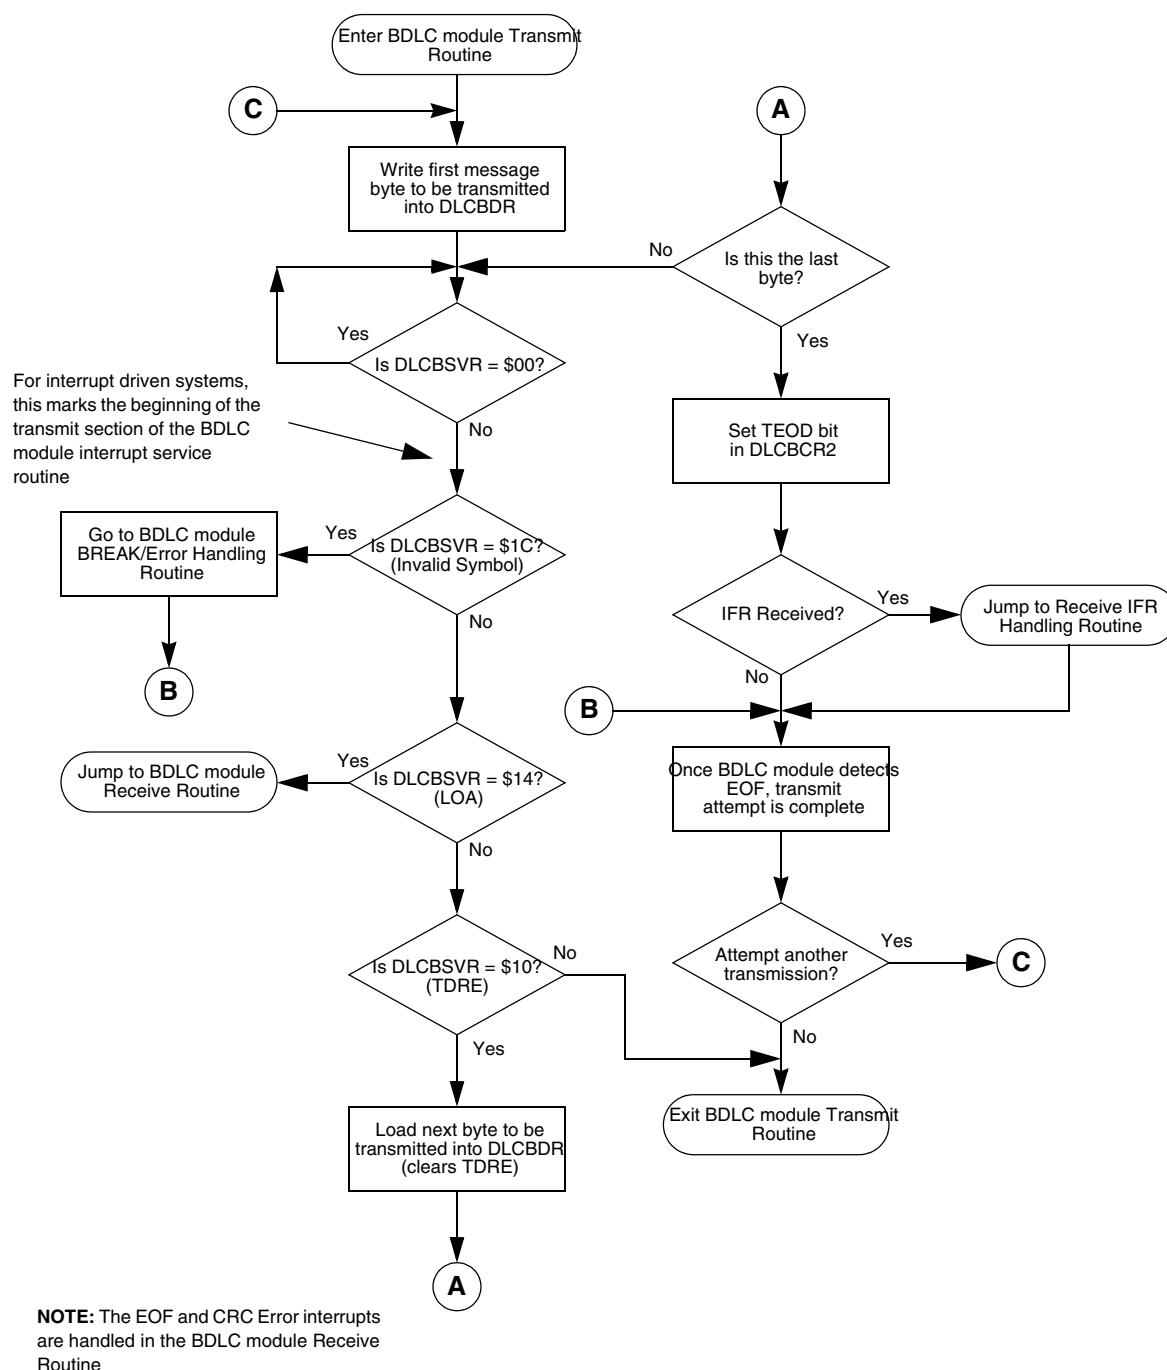 Enter BDLC module Transmit
Routine
C
A
Write first message
byte to be transmitted
into DLCBDR
No
Is this the last
byte?
Yes
Yes
Is DLCBSVR = $00?
For interrupt driven systems,
this marks the beginning of the
transmit section of the BDLC
module interrupt service
routine
No
Set TEOD bit
in DLCBCR2
Go to BDLC module
BREAK/Error Handling
Routine
Yes
Is DLCBSVR = $1C?
(Invalid Symbol)
No
IFR Received?
Yes
Jump to Receive IFR
Handling Routine
No
B
B
Jump to BDLC module
Receive Routine
Yes
Is DLCBSVR = $14?
(LOA)
No
Once BDLC module detects
EOF, transmit
attempt is complete
Is DLCBSVR = $10?
(TDRE)
No
Yes
Attempt another
transmission?
Yes
C
No
Load next byte to be
transmitted into DLCBDR
(clears TDRE)
Exit BDLC module Transmit
Routine
A
NOTE: The EOF and CRC Error interrupts
are handled in the BDLC module Receive
Routine